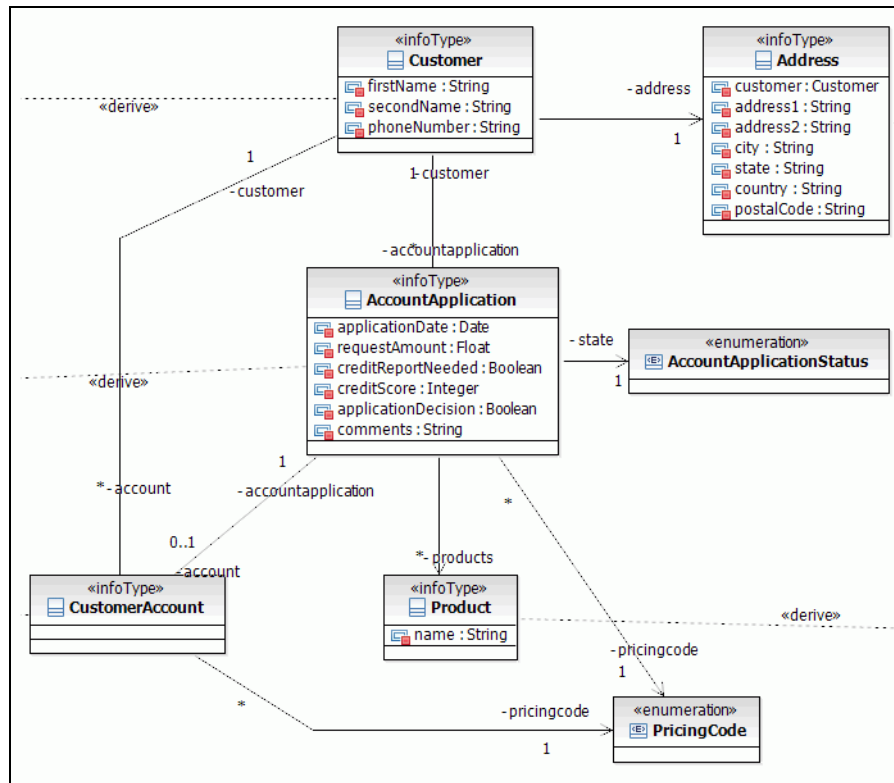 «infoType»
Customer
firstName : String
secondName : String
phoneNumber : String
«infoType»
Address
customer : Customer
address1 : String
address2 : String
city : String
state : String
country : String
postalCode : String
-address
1
«derive»
1
-customer
1
-customer
*
-accountapplication
«infoType»
AccountApplication
applicationDate : Date
requestAmount : Float
creditReportNeeded : Boolean
creditScore : Integer
applicationDecision : Boolean
comments : String
-state
1
«enumeration»
AccountApplicationStatus
«derive»
*-account
1
-accountapplication
0..1
-account
*
*-products
«infoType»
CustomerAccount
«infoType»
Product
name : String
«derive»
-pricingcode
1
*
-pricingcode
1
«enumeration»
PricingCode